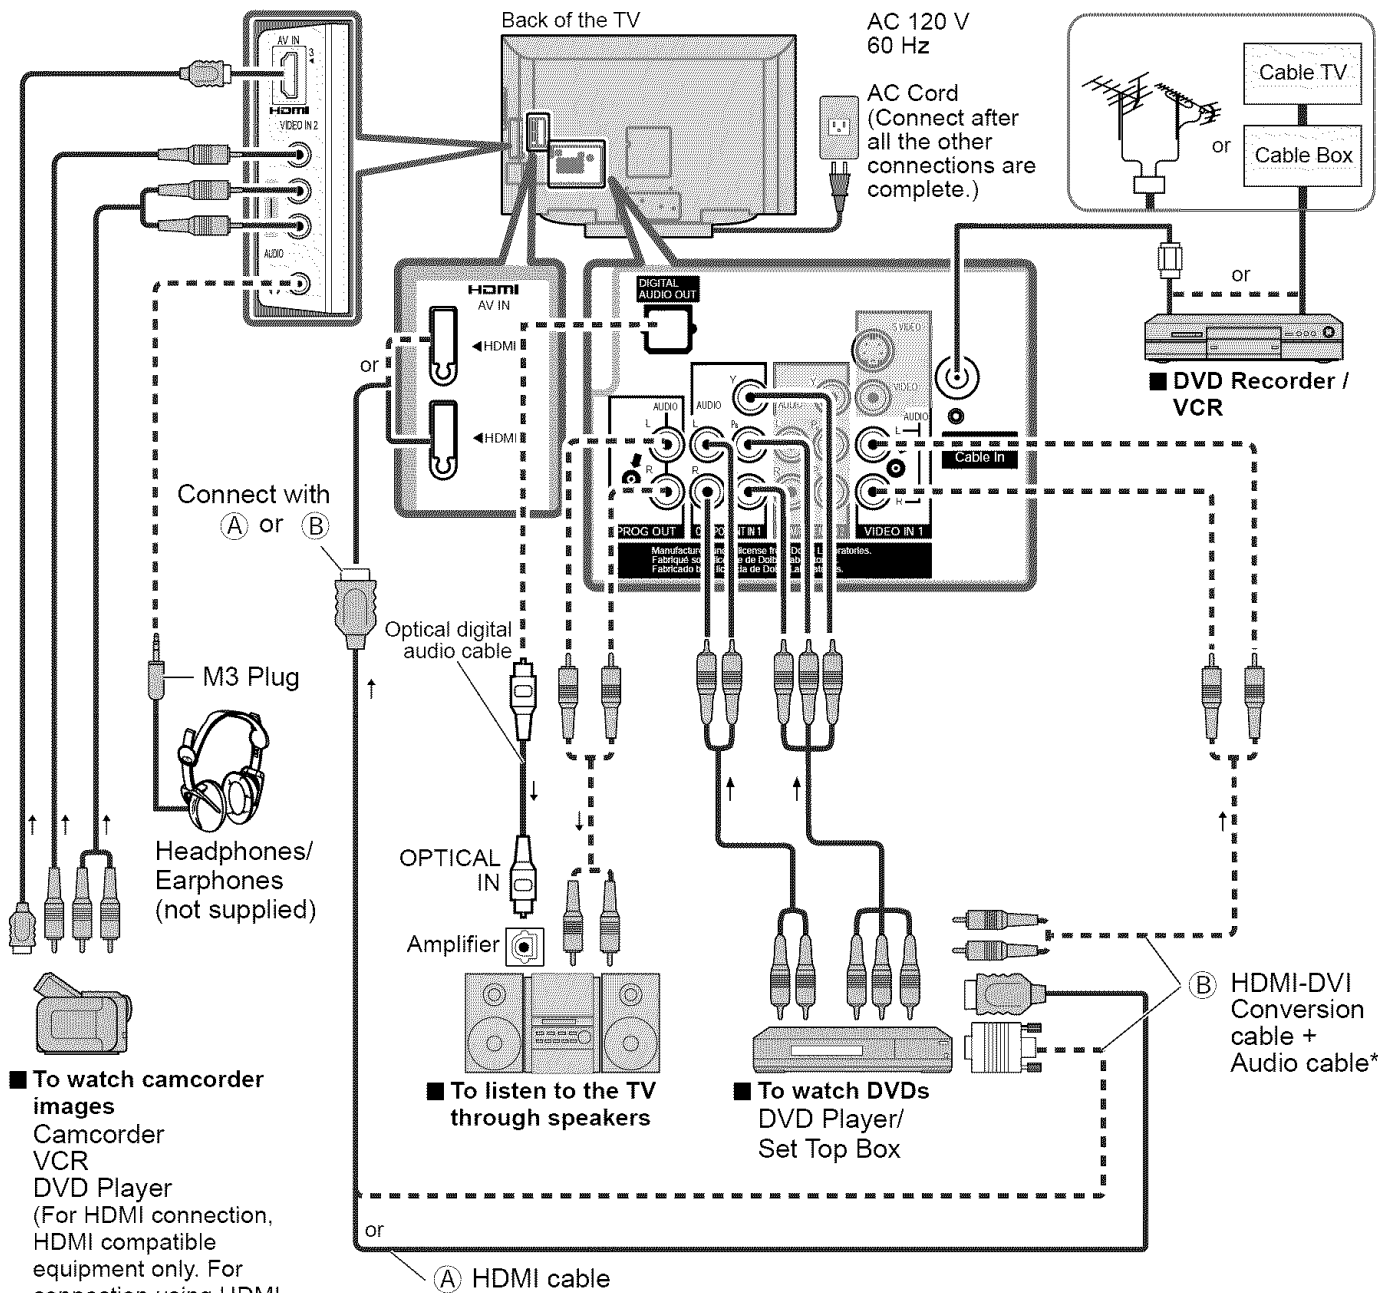 Back of the TV
AC 120 V
60 Hz
AC Cord
(Connect after
all the other
connections are
complete.)
Cable TV
or
Cable Box
or
DVD Recorder /
VCR
AV IN
3
HDMI
VIDEO IN 2
AUDIO
HDMI
AV IN
HDMI
or
HDMI
DIGITAL
AUDIO OUT
S VIDEO
VIDEO
AUDIO
AUDIO
AUDIO
AUDIO
Y
Y
L
L
L
L
PB
R
R
R
R
Cable In
PROG OUT
VIDEO IN 1
Connect with
Ⓐ or Ⓑ
Optical digital
audio cable
M3 Plug
Headphones/
Earphones
(not supplied)
OPTICAL
IN
Amplifier
■ To watch camcorder
images
Camcorder
VCR
DVD Player
(For HDMI connection,
HDMI compatible
equipment only. For
connection using HDMI
■ To listen to the TV
through speakers
■ To watch DVDs
DVD Player/
Set Top Box
Ⓑ HDMI-DVI
Conversion
cable +
Audio cable*
or
Ⓐ HDMI cable